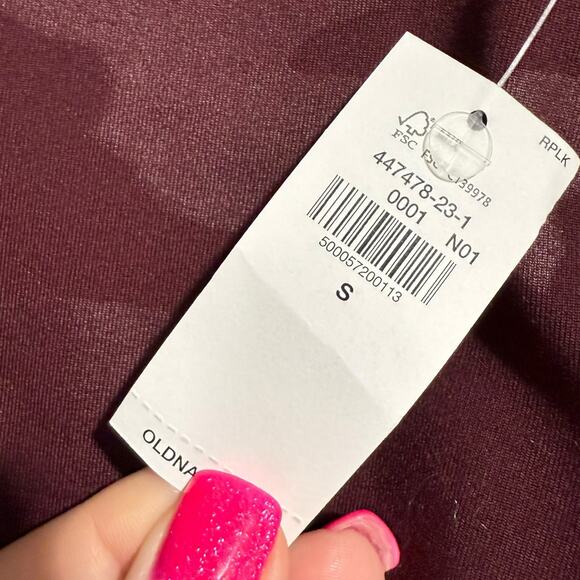 RPLK
FSC
447478-23-1
0001 N01
500057200113
S
OLDNA